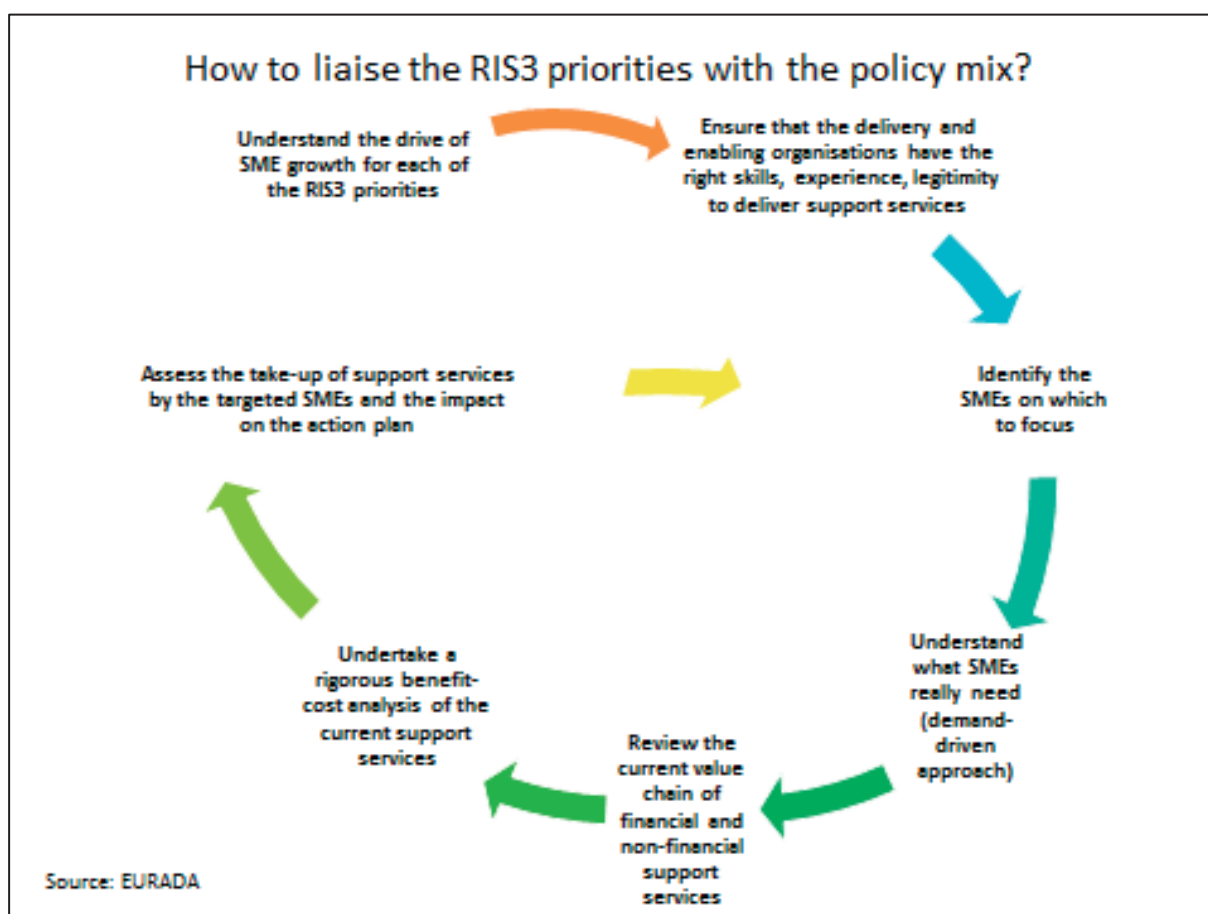 How to liaise the RIS3 priorities with the policy mix?
Understand the drive of
SME growth for each of
the RIS3 priorities
Ensure that the delivery and
enabling organisations have the
right skills, experience, legitimity
to deliver support services
Identify the
SMEs on which
to focus
Understand
what SMEs
really need
(demand-
driven
approach)
Review the
current value
chain of
financial and
non-financial
support
services
Undertake a
rigorous benefit-
cost analysis of the
current support
services
Assess the take-up of support services
by the targeted SMEs and the impact
on the action plan
Source: EURADA